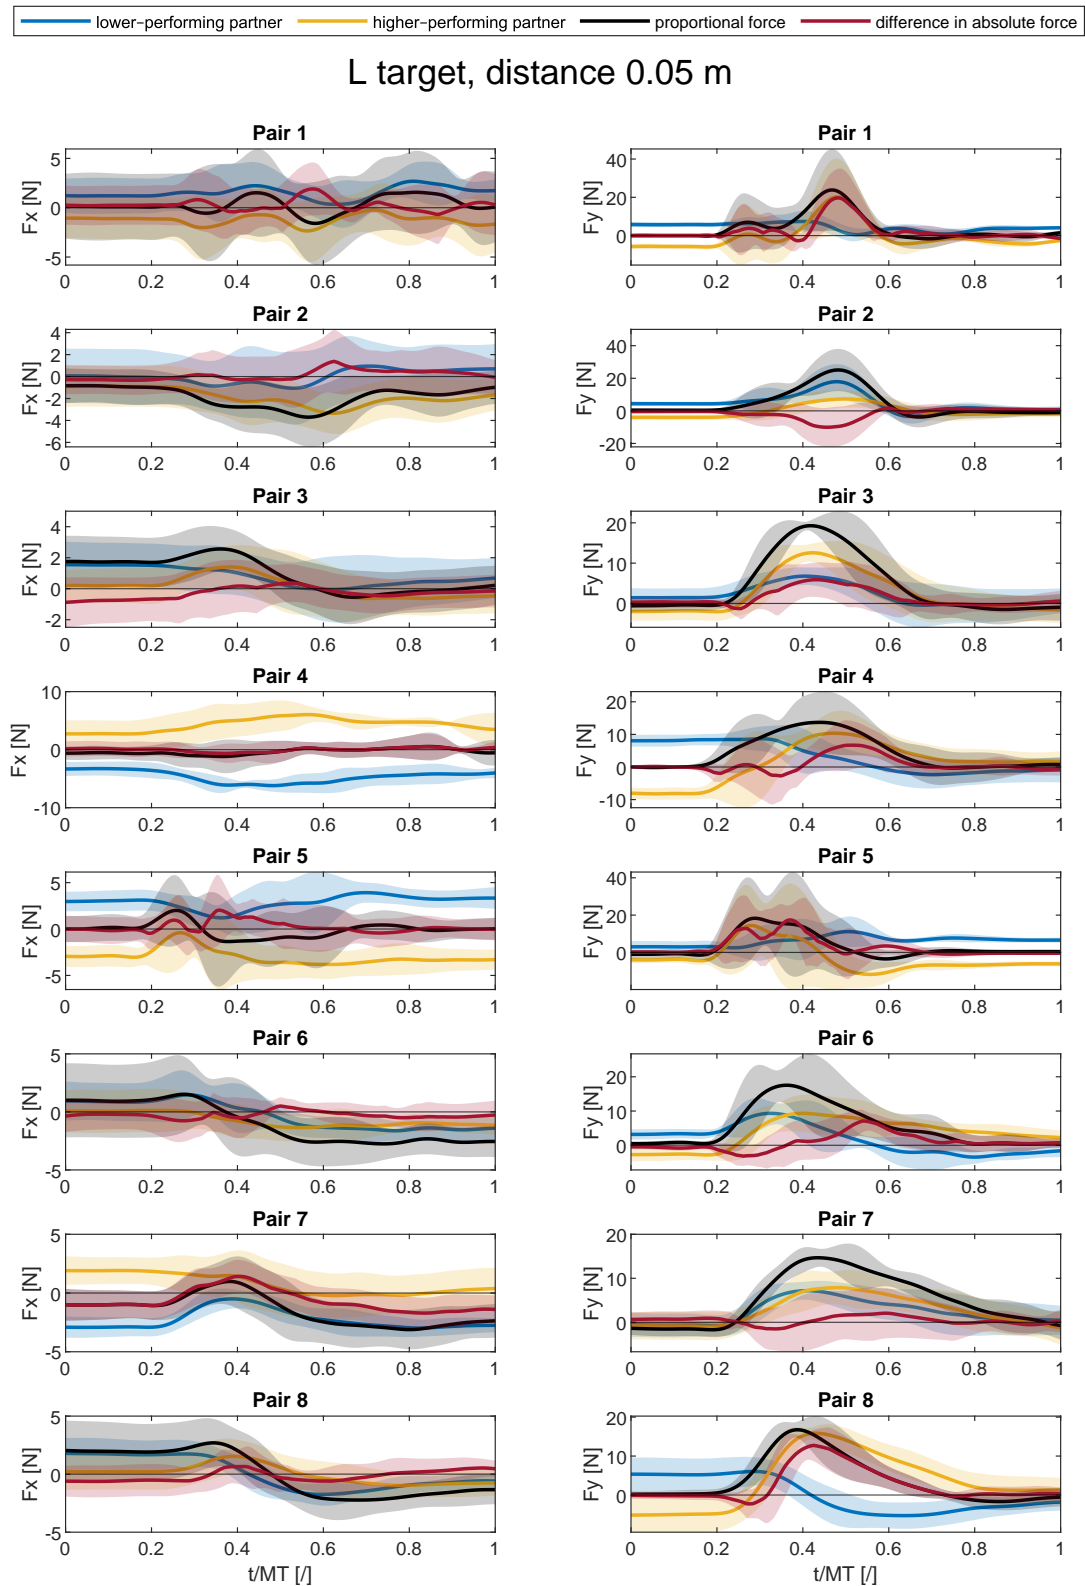 lower-performing partner higher-performing partner proportional force difference in absolute force
L target, distance 0.05 m
Pair 1 Pair 1
Fx [N] 5 0 -5 Fy [N] 40 20 0
0 0.2 0.4 0.6 0.8 1 0 0.2 0.4 0.6 0.8 1
Pair 2 Pair 2
Fx [N] 4 2 0 -2 -4 -6 Fy [N] 40 20 0 -20
0 0.2 0.4 0.6 0.8 1 0 0.2 0.4 0.6 0.8 1
Pair 3 Pair 3
Fx [N] 4 2 0 -2 Fy [N] 20 10 0
0 0.2 0.4 0.6 0.8 1 0 0.2 0.4 0.6 0.8 1
Pair 4 Pair 4
Fx [N] 10 0 -10 Fy [N] 20 10 0 -10
0 0.2 0.4 0.6 0.8 1 0 0.2 0.4 0.6 0.8 1
Pair 5 Pair 5
Fx [N] 5 0 -5 Fy [N] 40 20 0
0 0.2 0.4 0.6 0.8 1 0 0.2 0.4 0.6 0.8 1
Pair 6 Pair 6
Fx [N] 5 0 -5 Fy [N] 20 10 0
0 0.2 0.4 0.6 0.8 1 0 0.2 0.4 0.6 0.8 1
Pair 7 Pair 7
Fx [N] 5 0 -5 Fy [N] 20 10 0
0 0.2 0.4 0.6 0.8 1 0 0.2 0.4 0.6 0.8 1
Pair 8 Pair 8
Fx [N] 5 0 -5 Fy [N] 20 10 0
0 0.2 0.4 0.6 0.8 1 0 0.2 0.4 0.6 0.8 1
t/MT [/] t/MT [/]